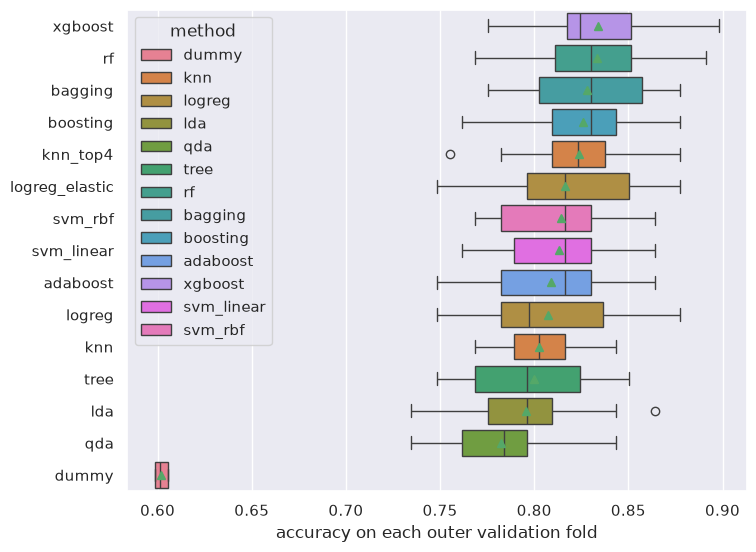 xgboost
rf
bagging
boosting
knn_top4
logreg_elastic
svm_rbf
svm_linear
adaboost
logreg
knn
tree
lda
qda
dummy
method
dummy
knn
logreg
lda
qda
tree
rf
bagging
boosting
adaboost
xgboost
svm_linear
svm_rbf
0.60 0.65 0.70 0.75 0.80 0.85 0.90
accuracy on each outer validation fold